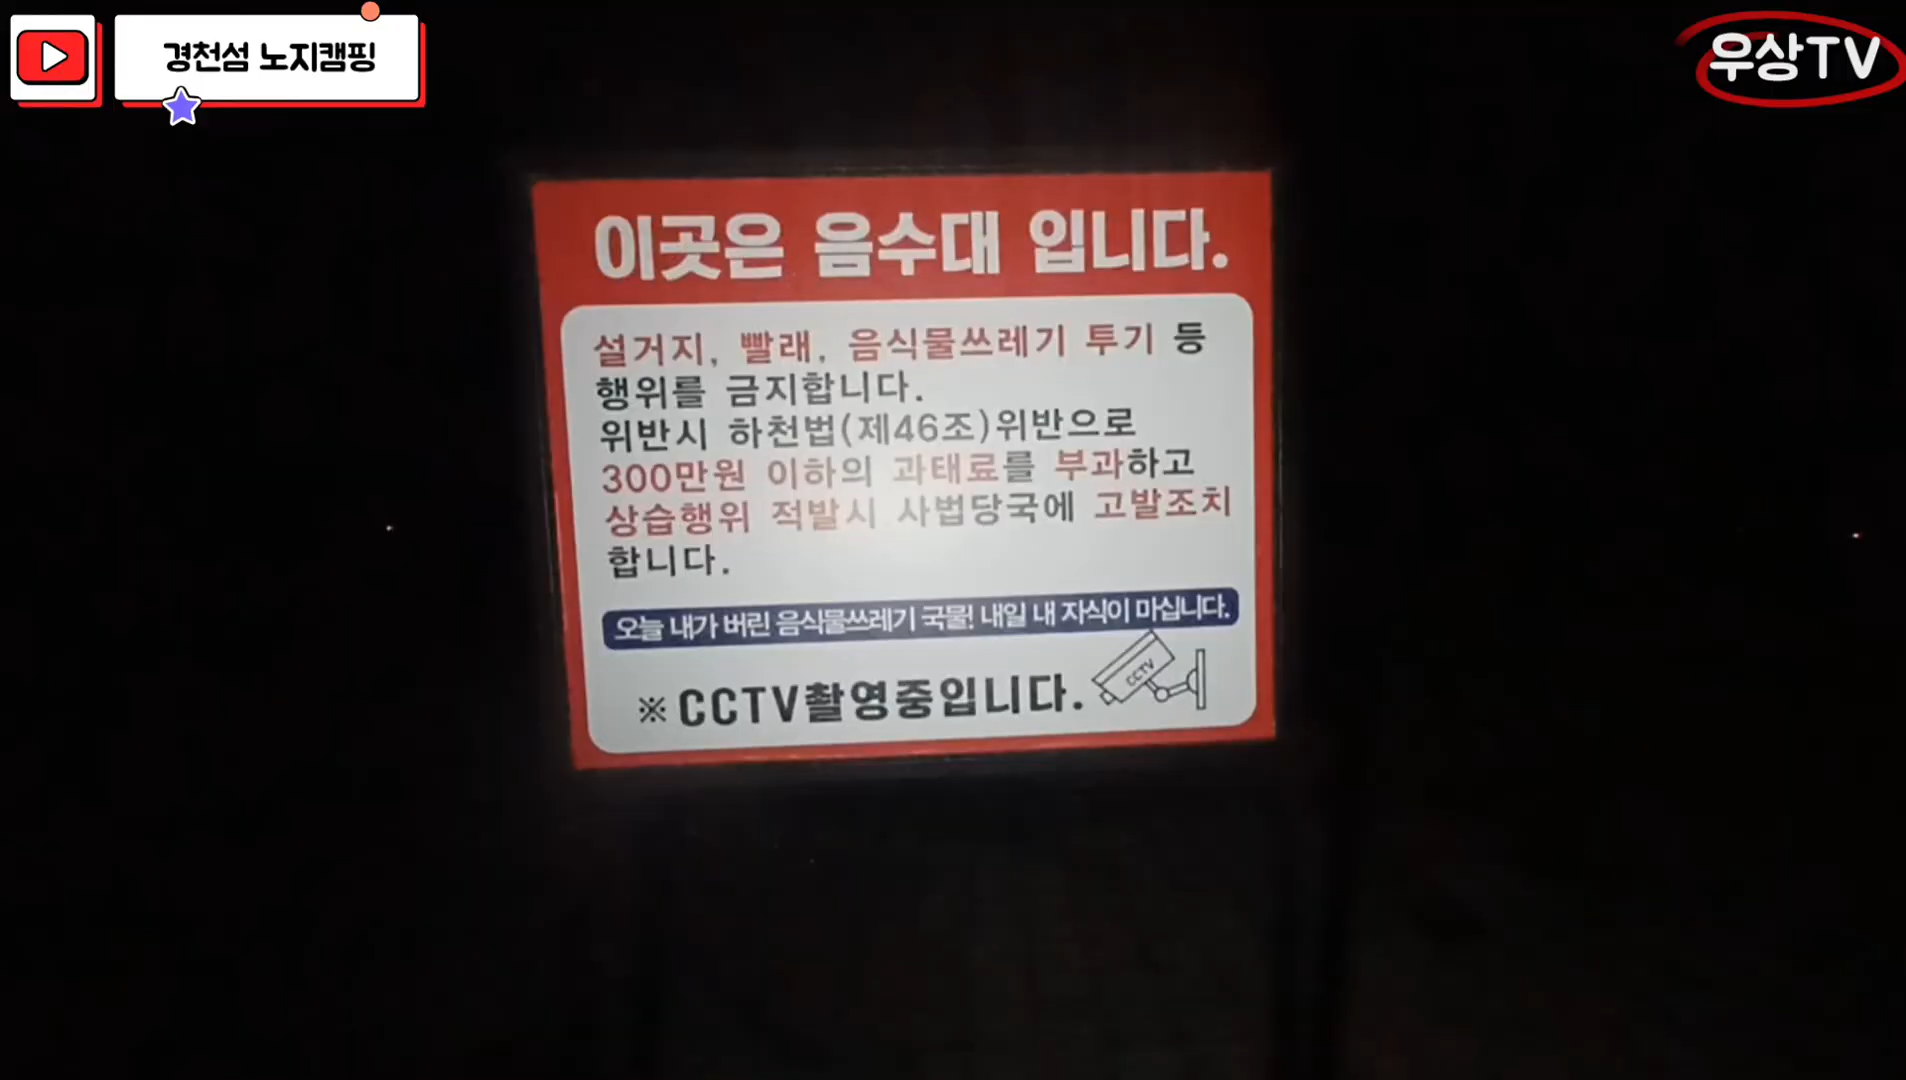 경천섬 노지캠핑
우상TV
이곳은 음수대 입니다.
설거지, 빨래, 음식물쓰레기 투기 등
행위를 금지합니다.
위반시 하천법(제46조)위반으로
300만원 이하의 과태료를 부과하고
상습행위 적발시 사법당국에 고발조치
합니다.
오늘 내가 버린 음식물쓰레기 국물! 내일 내 자식이 마십니다.
CCTV
※CCTV촬영중입니다.